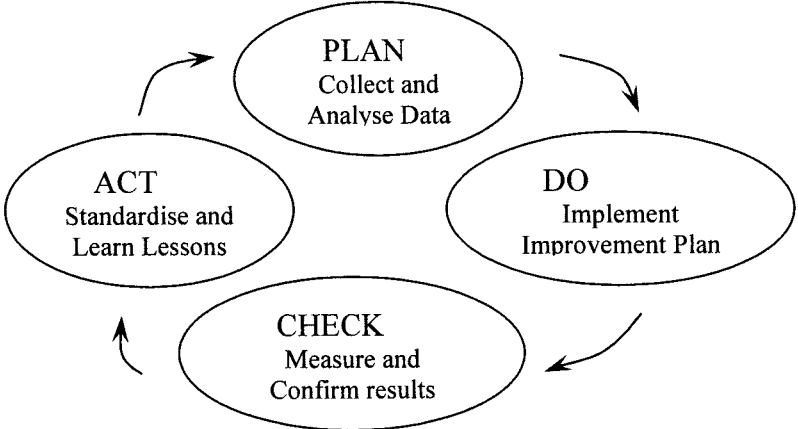 PLAN
Collect and
Analyse Data
DO
Implement
Improvement Plan
CHECK
Measure and
Confirm results
ACT
Standardise and
Learn Lessons